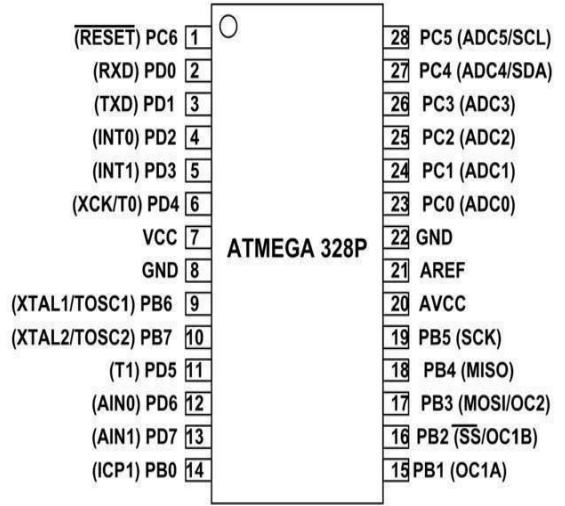 (RESET) PC6 1
(RXD) PD0 2
(TXD) PD1 3
(INT0) PD2 4
(INT1) PD3 5
(XCK/T0) PD4 6
VCC 7
GND 8
(XTAL1/TOSC1) PB6 9
(XTAL2/TOSC2) PB7 10
(T1) PD5 11
(AIN0) PD6 12
(AIN1) PD7 13
(ICP1) PB0 14
ATMEGA 328P
28 PC5 (ADC5/SCL)
27 PC4 (ADC4/SDA)
26 PC3 (ADC3)
25 PC2 (ADC2)
24 PC1 (ADC1)
23 PC0 (ADC0)
22 GND
21 AREF
20 AVCC
19 PB5 (SCK)
18 PB4 (MISO)
17 PB3 (MOSI/OC2)
16 PB2 (SS/OC1B)
15 PB1 (OC1A)